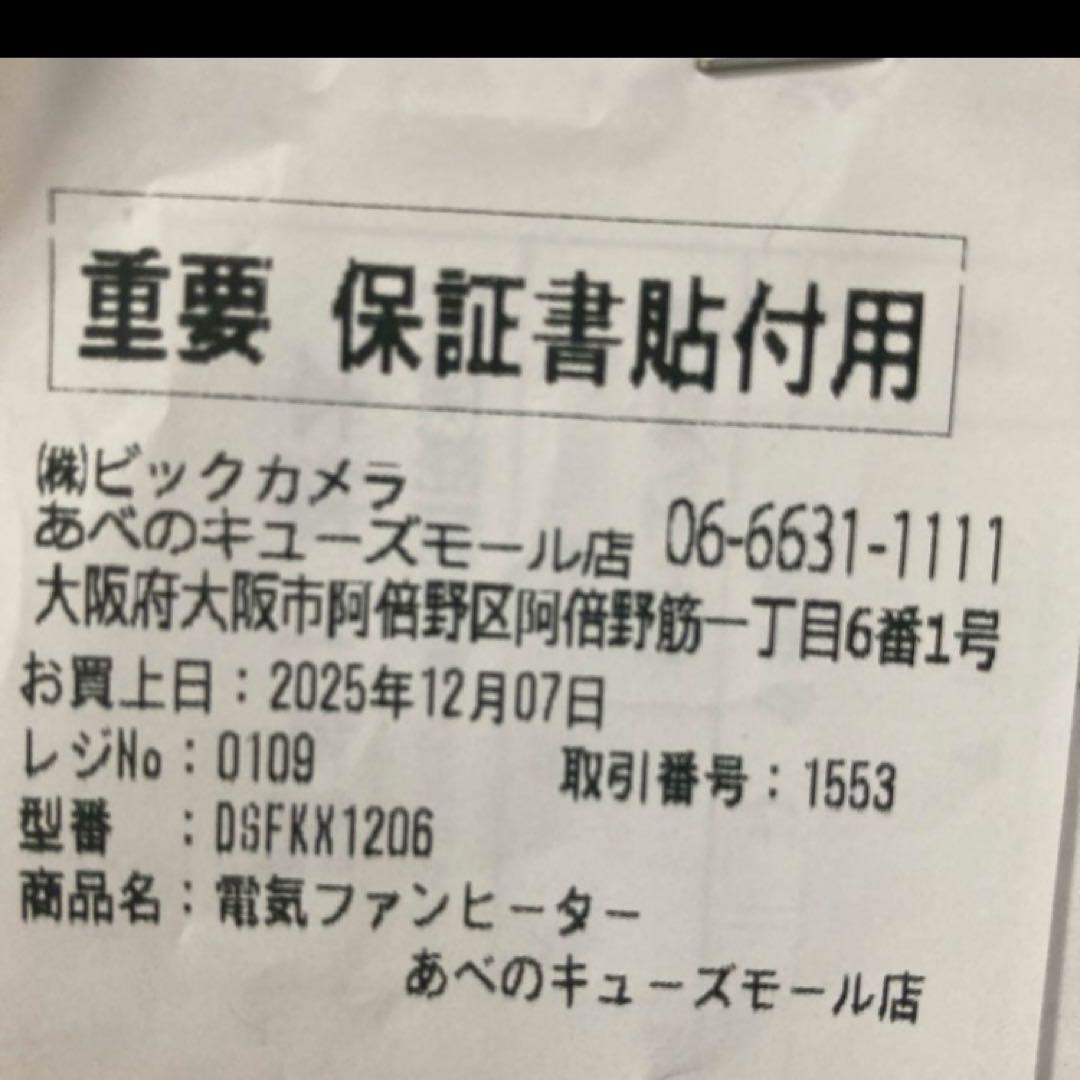 重要 保証書貼付用
㈱ビックカメラ
あべのキューズモール店 06-6631-1111
大阪府大阪市阿倍野区阿倍野筋一丁目6番1号
お買上日：2025年12月07日
レジNo：0109 取引番号：1553
型番 ：DSFKX1206
商品名：電気ファンヒーター
あべのキューズモール店